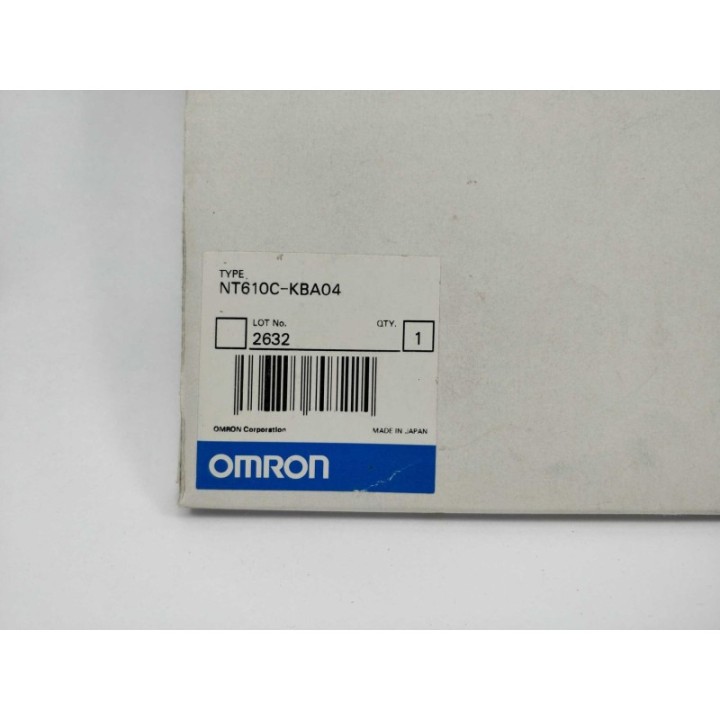 TYPE
NT610C-KBA04
LOT No. QTY.
2632 1
OMRON Corporation MADE IN JAPAN
OMRON